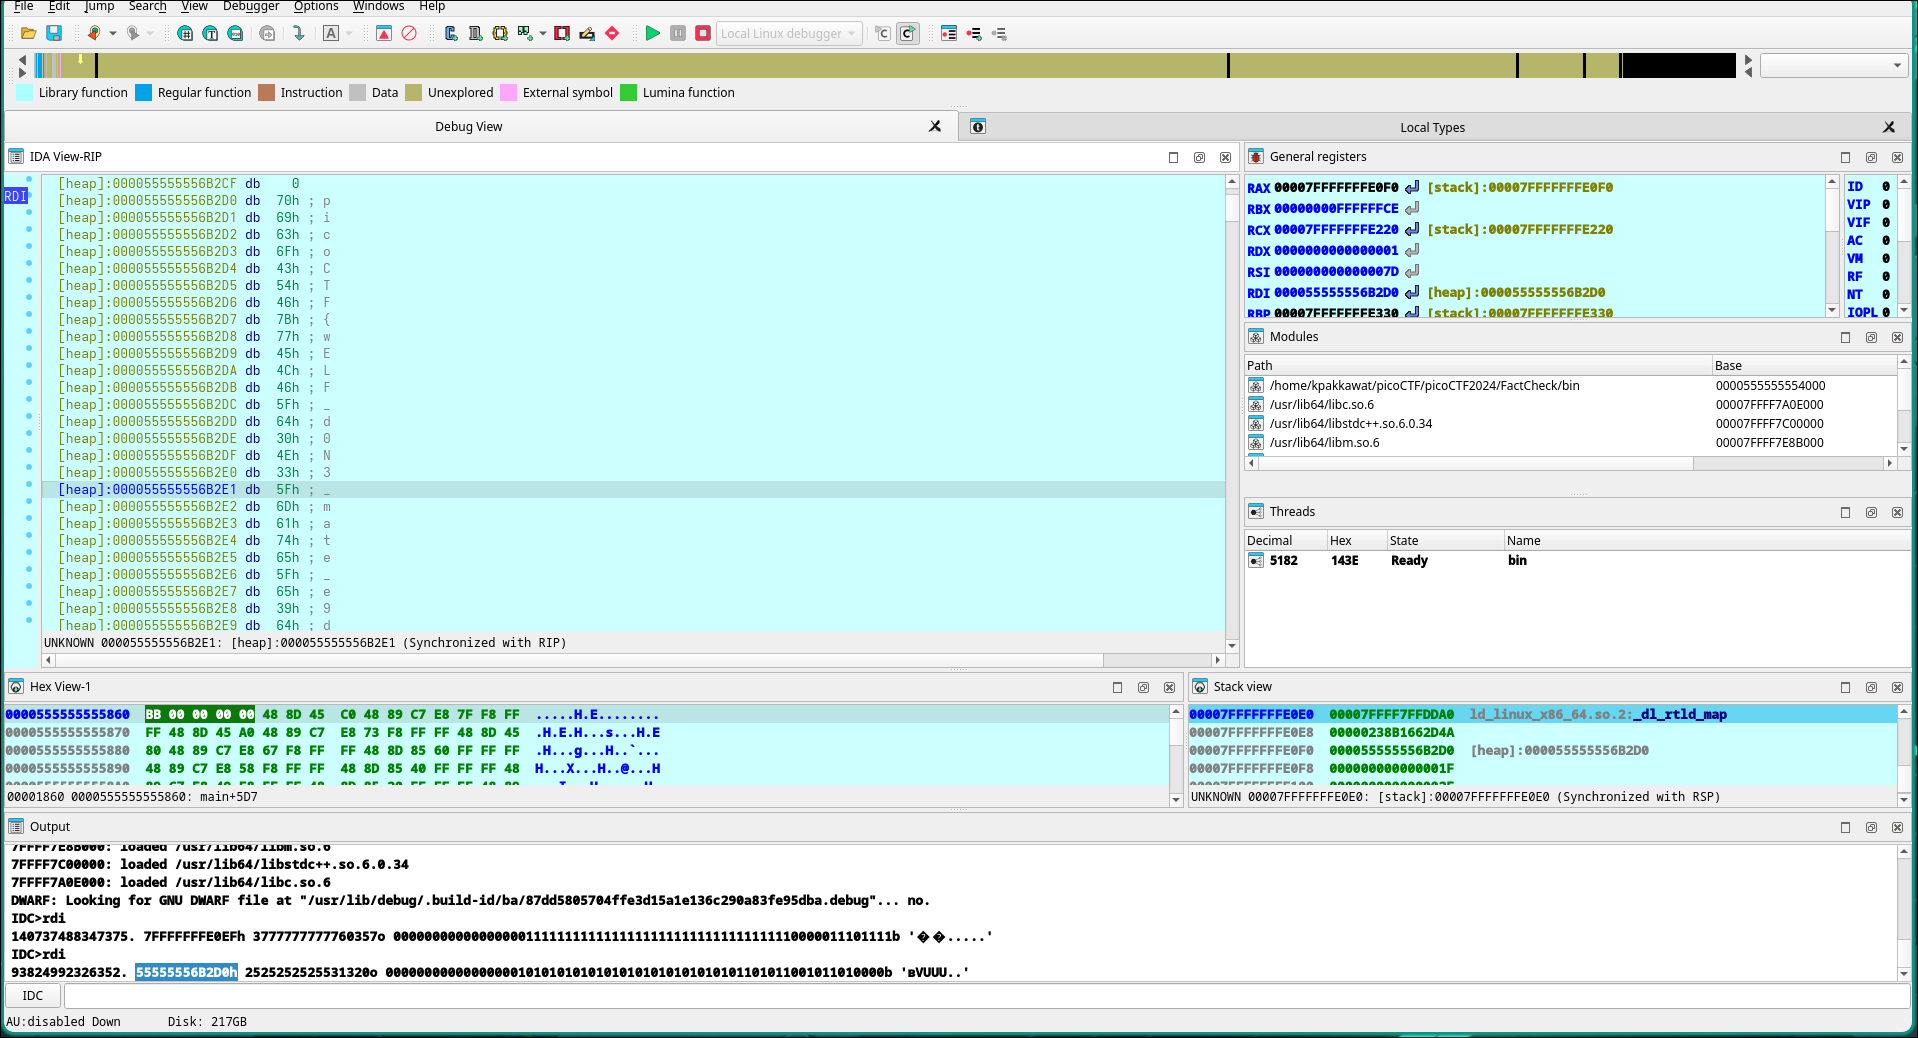 File Edit Jump Search View Debugger Options Windows Help
Local Linux debugger
Library function Regular function Instruction Data Unexplored External symbol Lumina function
Debug View
Local Types
IDA View-RIP
RDI
[heap]:000055555556B2CF db 0
[heap]:000055555556B2D0 db 70h ; p
[heap]:000055555556B2D1 db 69h ; i
[heap]:000055555556B2D2 db 63h ; c
[heap]:000055555556B2D3 db 6Fh ; o
[heap]:000055555556B2D4 db 43h ; C
[heap]:000055555556B2D5 db 54h ; T
[heap]:000055555556B2D6 db 46h ; F
[heap]:000055555556B2D7 db 7Bh ; {
[heap]:000055555556B2D8 db 77h ; w
[heap]:000055555556B2D9 db 45h ; E
[heap]:000055555556B2DA db 4Ch ; L
[heap]:000055555556B2DB db 46h ; F
[heap]:000055555556B2DC db 5Fh ; _
[heap]:000055555556B2DD db 64h ; d
[heap]:000055555556B2DE db 30h ; 0
[heap]:000055555556B2DF db 4Eh ; N
[heap]:000055555556B2E0 db 33h ; 3
[heap]:000055555556B2E1 db 5Fh ; _
[heap]:000055555556B2E2 db 6Dh ; m
[heap]:000055555556B2E3 db 61h ; a
[heap]:000055555556B2E4 db 74h ; t
[heap]:000055555556B2E5 db 65h ; e
[heap]:000055555556B2E6 db 5Fh ; _
[heap]:000055555556B2E7 db 65h ; e
[heap]:000055555556B2E8 db 39h ; 9
[heap]:000055555556B2E9 db 64h ; d
UNKNOWN 000055555556B2E1: [heap]:000055555556B2E1 (Synchronized with RIP)
General registers
RAX 00007FFFFFFFE0F0 [stack]:00007FFFFFFFE0F0
RBX 00000000FFFFFFCE
RCX 00007FFFFFFFE220 [stack]:00007FFFFFFFE220
RDX 0000000000000001
RSI 000000000000007D
RDI 000055555556B2D0 [heap]:000055555556B2D0
RBP 00007FFFFFFFE330 [stack]:00007FFFFFFFE330
ID 0
VIP 0
VIF 0
AC 0
VM 0
RF 0
NT 0
IOPL 0
Modules
Path Base
/home/kpakkawat/picoCTF/picoCTF2024/FactCheck/bin 0000555555554000
/usr/lib64/libc.so.6 00007FFFF7A0E000
/usr/lib64/libstdc++.so.6.0.34 00007FFFF7C00000
/usr/lib64/libm.so.6 00007FFFF7E8B000
Threads
Decimal Hex State Name
5182 143E Ready bin
Hex View-1
0000555555555860 BB 00 00 00 00 48 8D 45 C0 48 89 C7 E8 7F F8 FF .....H.E........
0000555555555870 FF 48 8D 45 A0 48 89 C7 E8 73 F8 FF FF 48 8D 45 .H.E.H...s...H.E
0000555555555880 80 48 89 C7 E8 67 F8 FF FF 48 8D 85 60 FF FF FF .H...g...H..`...
0000555555555890 48 89 C7 E8 58 F8 FF FF 48 8D 85 40 FF FF FF 48 H...X...H..@...H
00001860 0000555555555860: main+5D7
Stack view
00007FFFFFFFE0E0 00007FFFF7FFDDA0 ld_linux_x86_64.so.2:_dl_rtld_map
00007FFFFFFFE0E8 00000238B1662D4A
00007FFFFFFFE0F0 000055555556B2D0 [heap]:000055555556B2D0
00007FFFFFFFE0F8 000000000000001F
UNKNOWN 00007FFFFFFFE0E0: [stack]:00007FFFFFFFE0E0 (Synchronized with RSP)
Output
7FFFF7E8B000: loaded /usr/lib64/libm.so.6
7FFFF7C00000: loaded /usr/lib64/libstdc++.so.6.0.34
7FFFF7A0E000: loaded /usr/lib64/libc.so.6
DWARF: Looking for GNU DWARF file at "/usr/lib/debug/.build-id/ba/87dd5805704ffe3d15a1e136c290a83fe95dba.debug"... no.
IDC>rdi
140737488347375. 7FFFFFFFE0EFh 3777777777760357o
IDC>rdi
93824992326352. 55555556B2D0h 2525252525531320o
IDC
AU:disabled Down Disk: 217GB